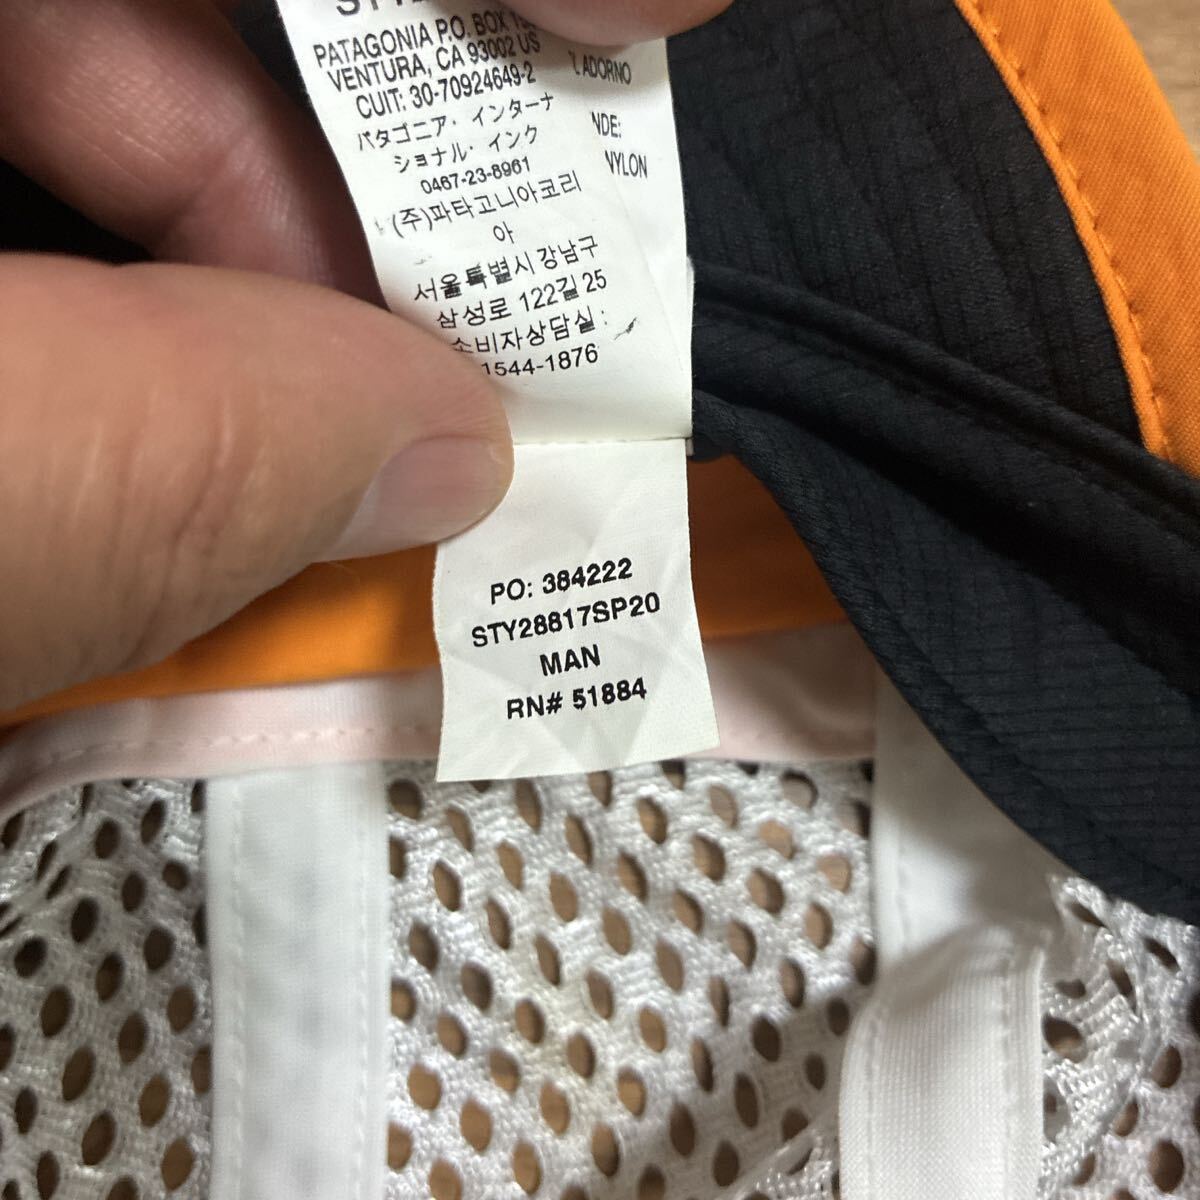 PATAGONIA P.O. BOX
VENTURA, CA 93002 US
CUIT: 30-70924649-2
パタゴニア・インターナ
ショナル・インク
0467-23-8961
(주)파타고니아코리
아
서울특별시 강남구
삼성로 122길 25
소비자상담실:
1544-1876
ADORNO
NYLON
PO: 384222
STY28817SP20
MAN
RN# 51884